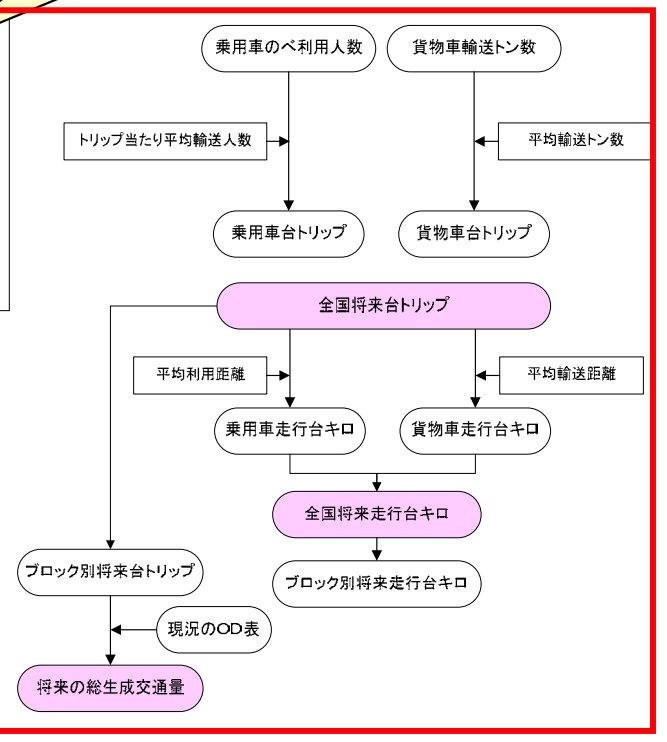 乗用車のべ利用人数
貨物車輸送トン数
トリップ当たり平均輸送人数
平均輸送トン数
乗用車台トリップ
貨物車台トリップ
全国将来台トリップ
平均利用距離
平均輸送距離
乗用車走行台キロ
貨物車走行台キロ
全国将来走行台キロ
ブロック別将来台トリップ
ブロック別将来走行台キロ
現況のOD表
将来の総生成交通量